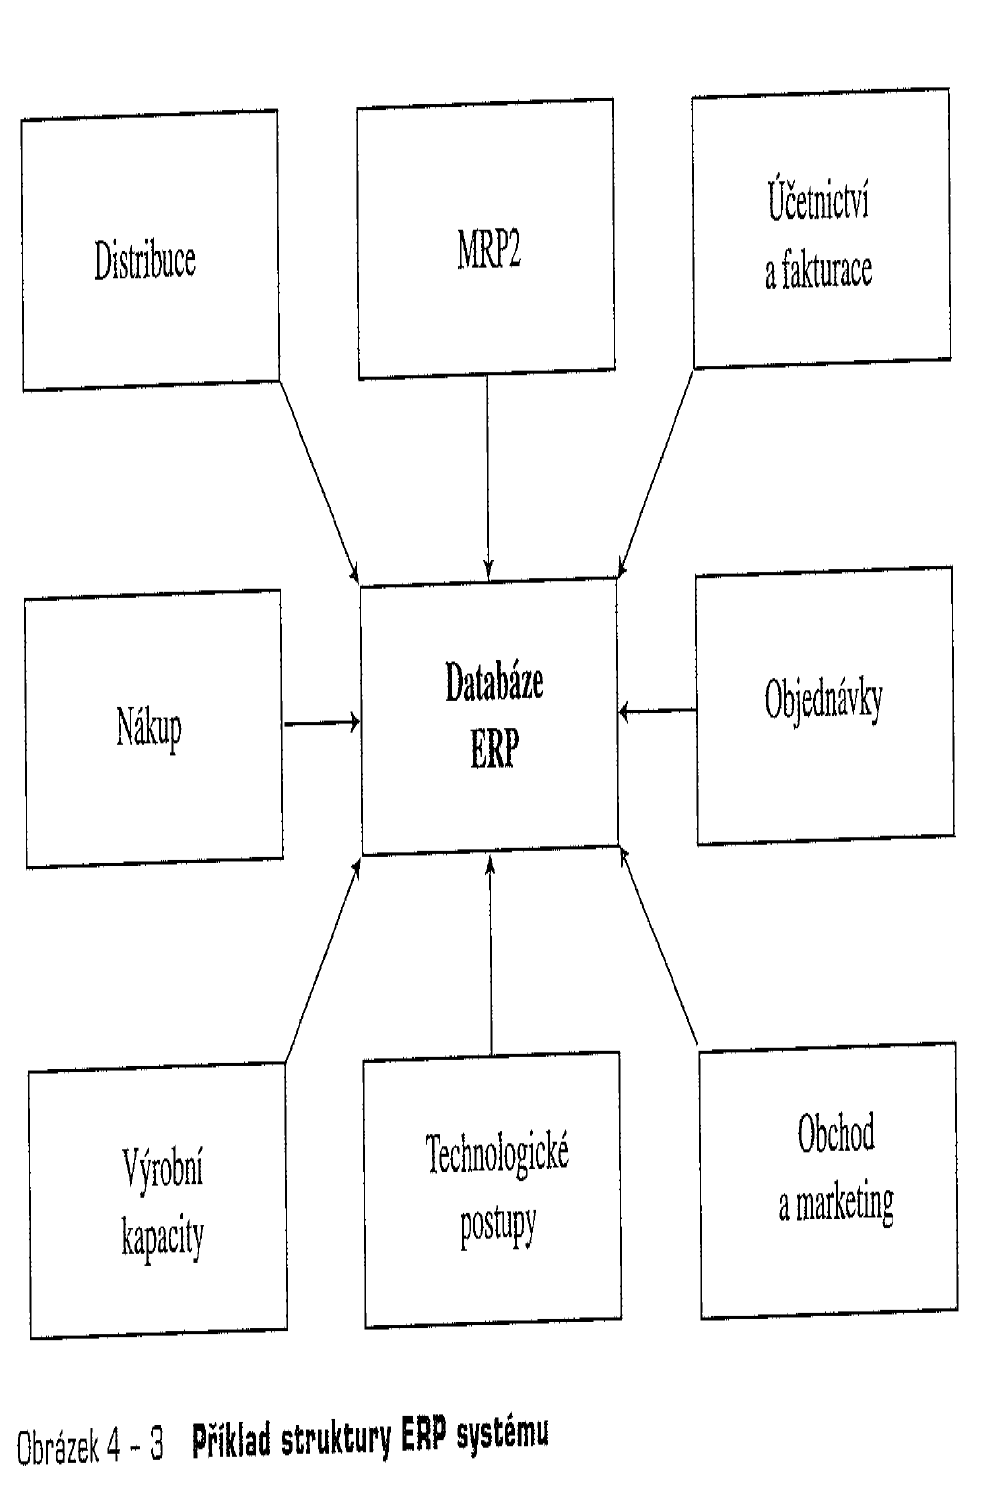 Distribuce
MRP2
Účetnictví
a fakturace
Nákup
Databáze
ERP
Objednávky
Výrobní
kapacity
Technologické
postupy
Obchod
a marketing
Obrázek 4 – 3 Příklad struktury ERP systému